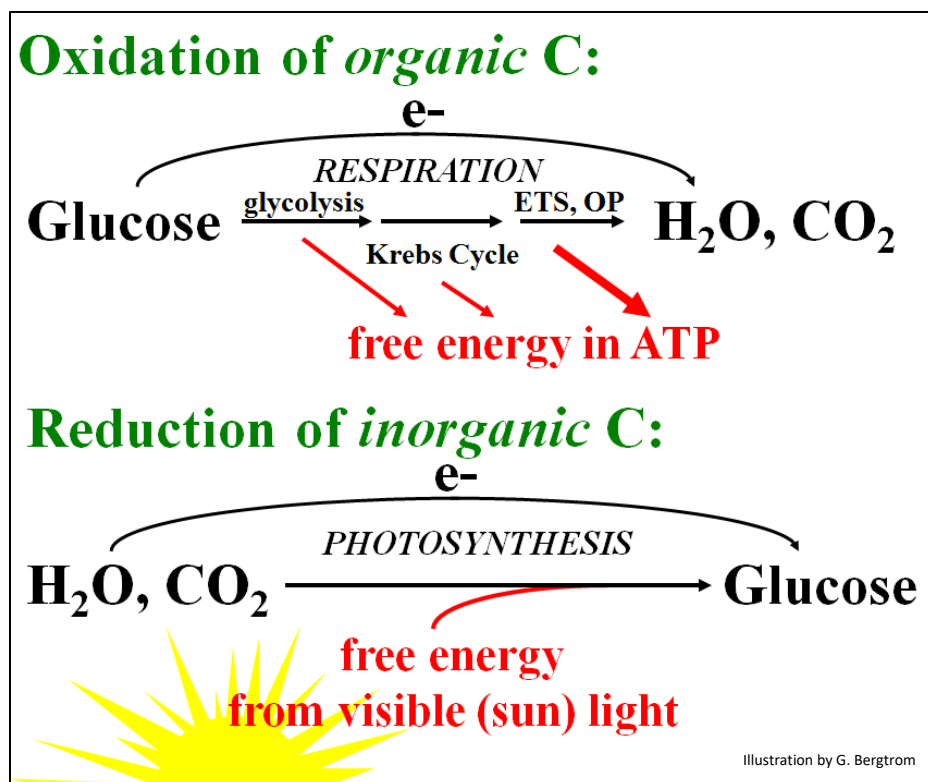 Oxidation of organic C:
e-
RESPIRATION
glycolysis
ETS, OP
Glucose
H₂O, CO₂
Krebs Cycle
free energy in ATP
Reduction of inorganic C:
e-
PHOTOSYNTHESIS
H₂O, CO₂
Glucose
free energy
from visible (sun) light
Illustration by G. Bergtrom